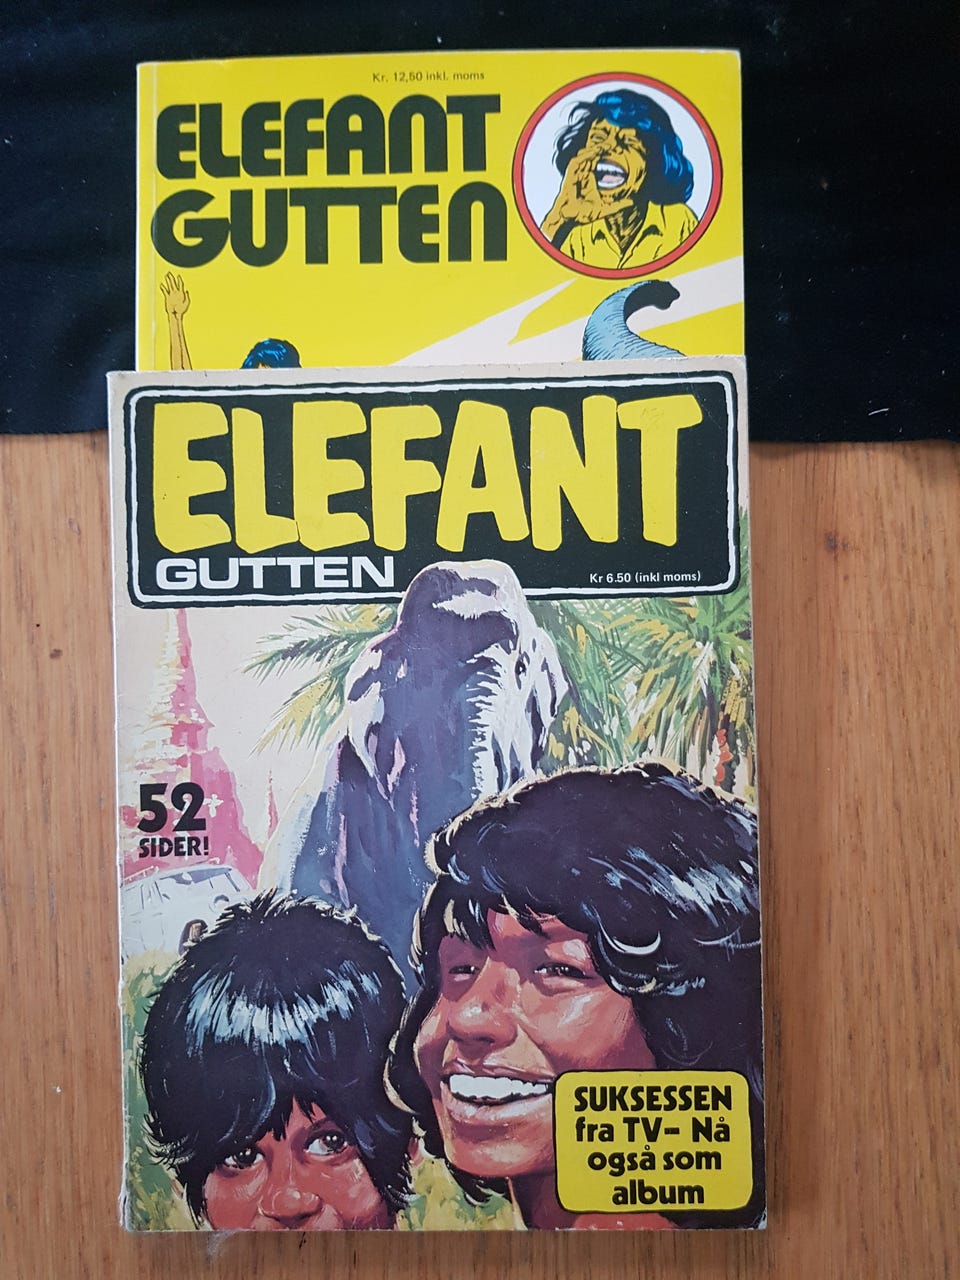 Kr. 12,50 inkl. moms
ELEFANT
GUTTEN
ELEFANT
GUTTEN
Kr 6.50 (inkl moms)
52
SIDER!
SUKSESSEN
fra TV- Nå
også som
album